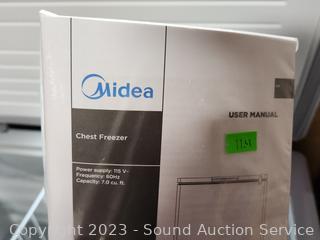 Midea
USER MANUAL
Chest Freezer
Power supply: 115 V~
Frequency: 60Hz
Capacity: 7.0 cu. ft.
Copyright 2023 - Sound Auction Service